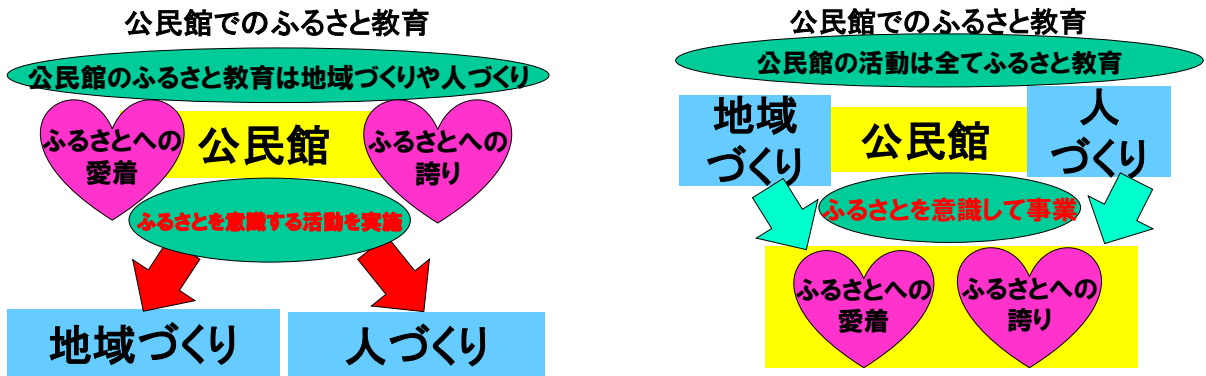 公民館でのふるさと教育
公民館のふるさと教育は地域づくりや人づくり
ふるさとへの
愛着
公民館
ふるさとへの
誇り
ふるさとを意識する活動を実施
地域づくり
人づくり
公民館でのふるさと教育
公民館の活動は全てふるさと教育
地域
づくり
公民館
人
づくり
ふるさとを意識して事業
ふるさとへの
愛着
ふるさとへの
誇り